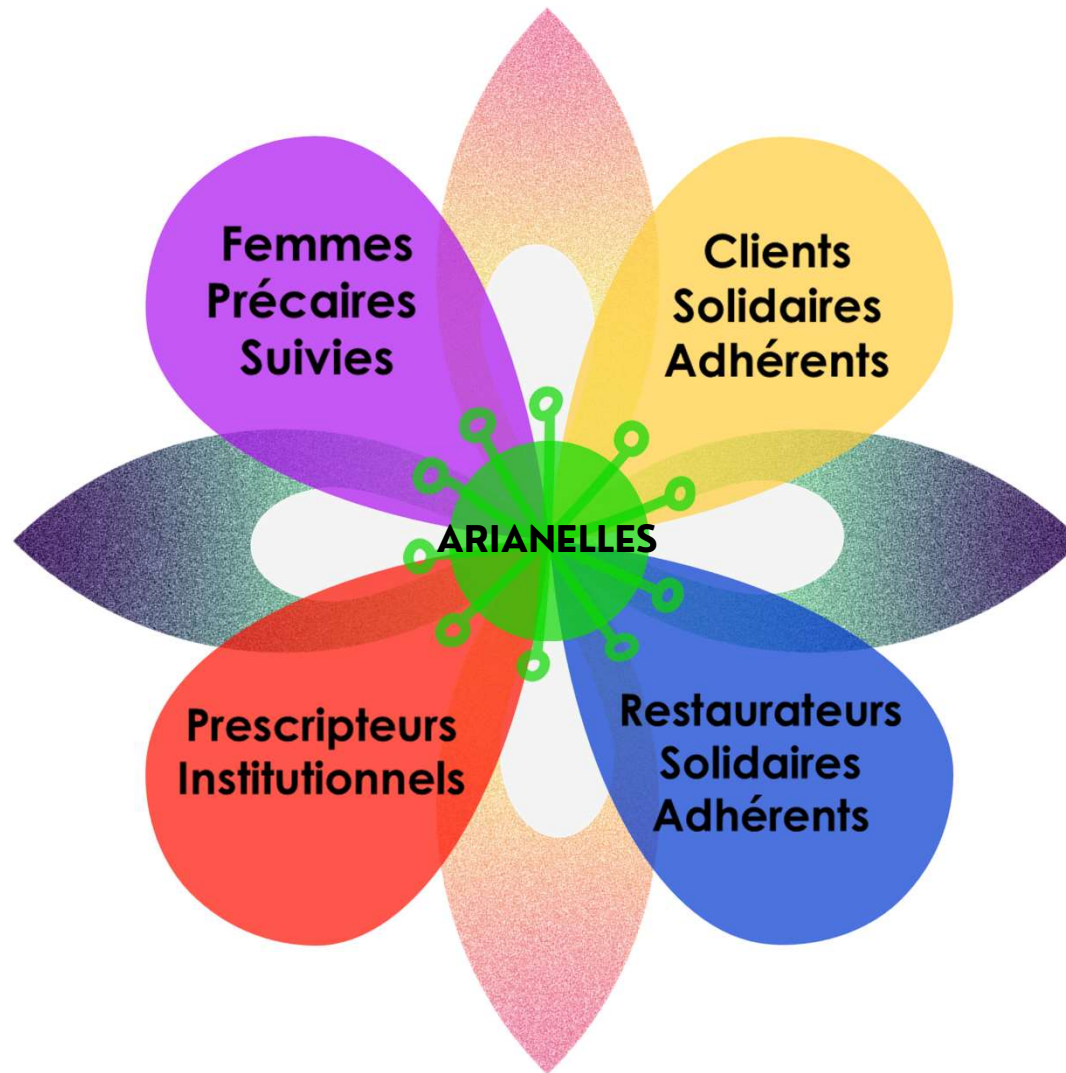 Femmes
Précaires
Suivies
Clients
Solidaires
Adhérents
ARIANELLES
Prescripteurs
Institutionnels
Restaurateurs
Solidaires
Adhérents